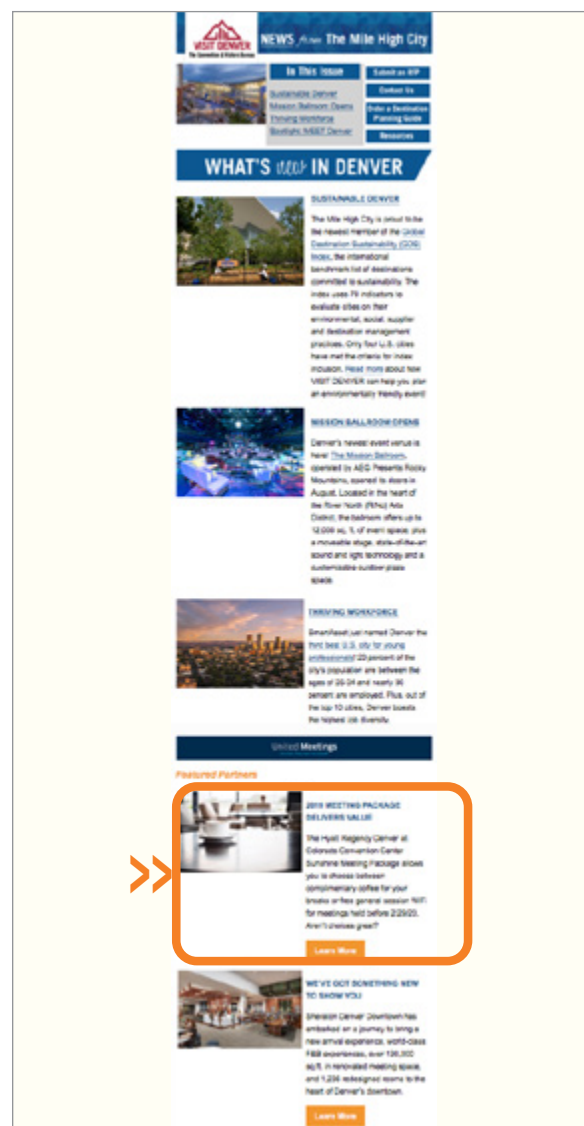 VISIT DENVER
The Convention & Visitors Bureau
NEWS from The Mile High City
In This Issue
Sustainable Denver
Mission Ballroom Opens
Thriving Workforce
Spotlight: MEET Denver
Submit an RFP
Contact Us
Order a Destination
Planning Guide
Resources
WHAT'S new IN DENVER
SUSTAINABLE DENVER
The Mile High City is proud to be
the newest member of the Global
Destination Sustainability (GDS)
Index, the international
benchmark list of destinations
committed to sustainability. The
index uses 70 indicators to
evaluate cities on their
environmental, social, supplier
and destination management
practices. Only four U.S. cities
have met the criteria for index
inclusion. Read more about how
VISIT DENVER can help you plan
an environmentally friendly event!
MISSION BALLROOM OPENS
Denver's newest event venue is
here! The Mission Ballroom,
operated by AEG Presents Rocky
Mountains, opened its doors in
August. Located in the heart of
the River North (RiNo) Arts
District, the ballroom offers up to
12,000 sq. ft. of event space, plus
a moveable stage, state-of-the-art
sound and light technology and a
customizable outdoor plaza
space.
THRIVING WORKFORCE
SmartAsset just named Denver the
third best U.S. city for young
professionals! 20 percent of the
city's population are between the
ages of 25-34 and nearly 90
percent are employed. Plus, out of
the top 10 cities, Denver boasts
the highest job diversity.
United Meetings
Featured Partners
2019 MEETING PACKAGE
DELIVERS VALUE
The Hyatt Regency Denver at
Colorado Convention Center
Sunshine Meeting Package allows
you to choose between
complimentary coffee for your
breaks or free general session WiFi
for meetings held before 2/29/20.
Aren't choices great?
Learn More
WE'VE GOT SOMETHING NEW
TO SHOW YOU
Sheraton Denver Downtown has
embarked on a journey to bring a
new arrival experience, world-class
F&B experiences, over
sq.ft. in renovated meeting space,
and redesigned rooms to the
heart of Denver's downtown.
Learn More